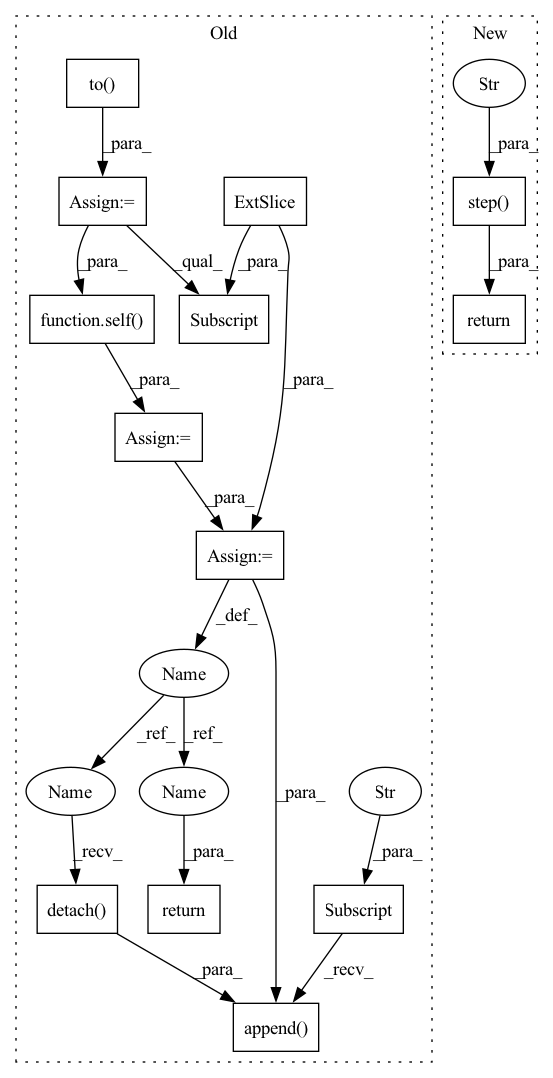 Old
New
to()
Str
_para_
_para_
Assign:=
ExtSlice
step()
_para_
_qual_
_para_
_para_
function.self()
Subscript
return
_para_
_para_
Assign:=
_para_
Assign:=
_def_
Name
_ref_
_ref_
_para_
Name
Name
Str
_recv_
_para_
_para_
detach()
return
Subscript
_para_
_recv_
append()